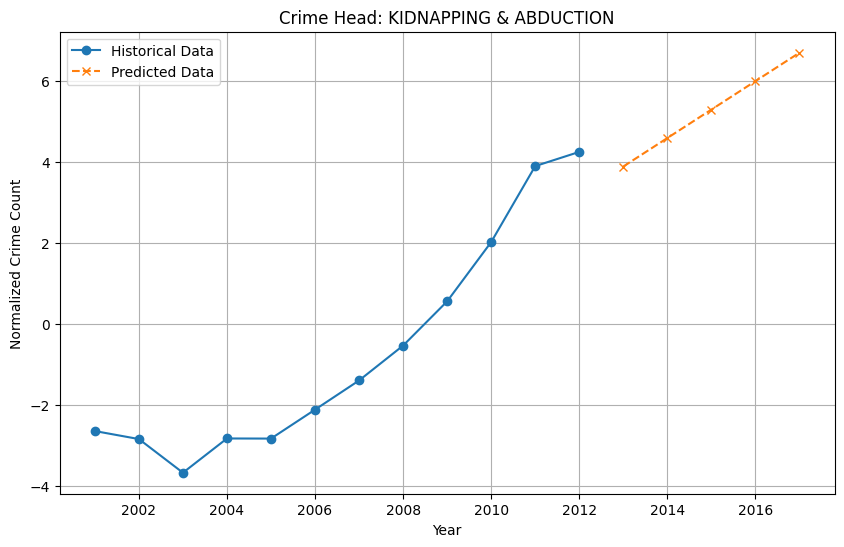 Crime Head: KIDNAPPING & ABDUCTION
Historical Data
Predicted Data
Normalized Crime Count
6
4
2
0
−2
−4
2002 2004 2006 2008 2010 2012 2014 2016
Year